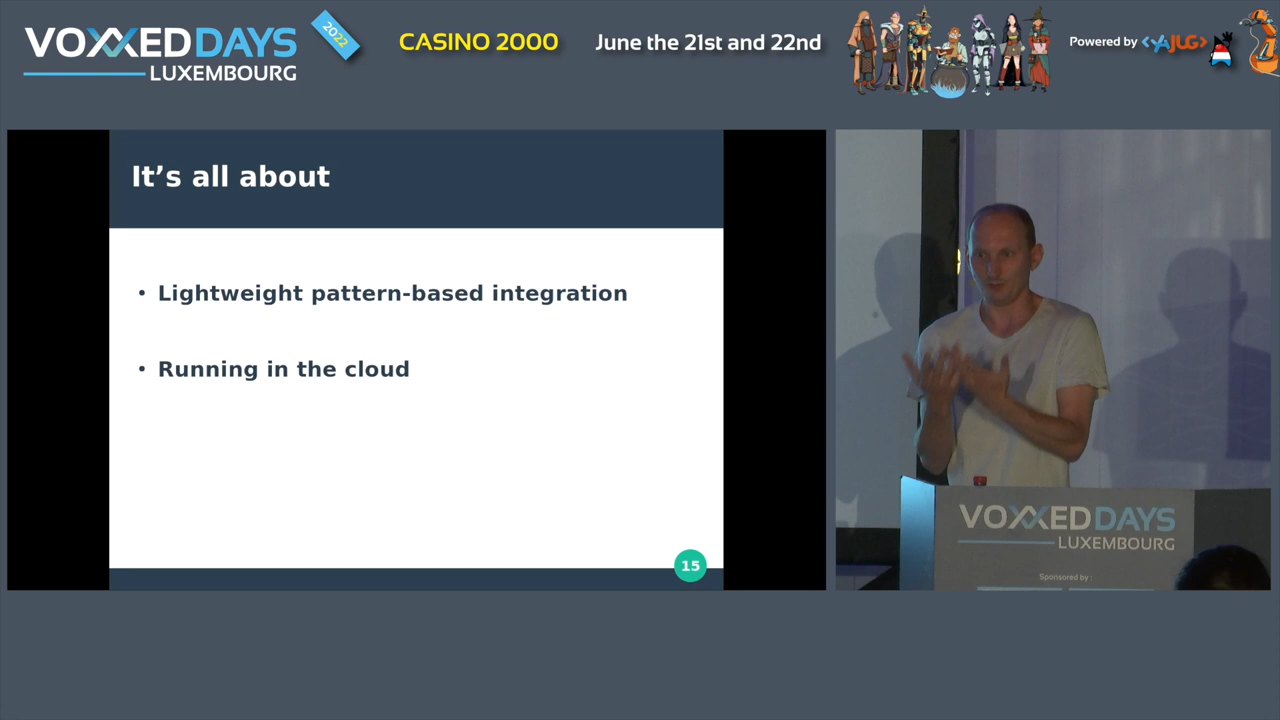 VOXXEDDAYS
LUXEMBOURG
2022
CASINO 2000
June the 21st and 22nd
Powered by <YAJUG>
It's all about
• Lightweight pattern-based integration
• Running in the cloud
15
VOXXEDDAYS
LUXEMBOURG
Sponsored by :